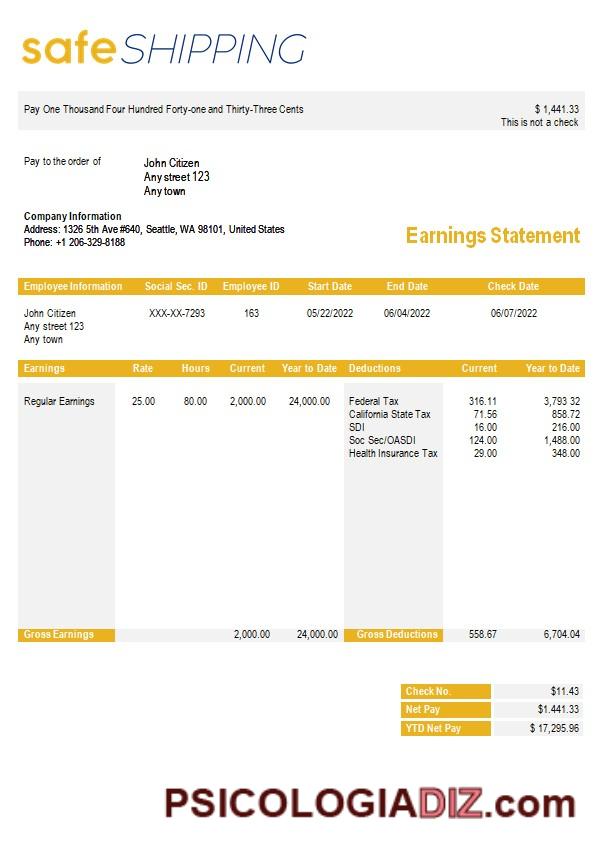 safe SHIPPING
Pay One Thousand Four Hundred Forty-one and Thirty-Three Cents $ 1,441.33
This is not a check
Pay to the order of John Citizen
Any street 123
Any town
Company Information
Address: 1326 5th Ave #640, Seattle, WA 98101, United States
Phone: +1 206-329-8188
Earnings Statement
Employee Information Social Sec. ID Employee ID Start Date End Date Check Date
John Citizen XXX-XX-7293 163 05/22/2022 06/04/2022 06/07/2022
Any street 123
Any town
Earnings Rate Hours Current Year to Date Deductions Current Year to Date
Regular Earnings 25.00 80.00 2,000.00 24,000.00 Federal Tax 316.11 3,793 32
California State Tax 71.56 858.72
SDI 16.00 216.00
Soc Sec/OASDI 124.00 1,488.00
Health Insurance Tax 29.00 348.00
Gross Earnings 2,000.00 24,000.00 Gross Deductions 558.67 6,704.04
Check No. $11.43
Net Pay $1.441.33
YTD Net Pay $ 17,295.96
PSICOLOGIADIZ.com